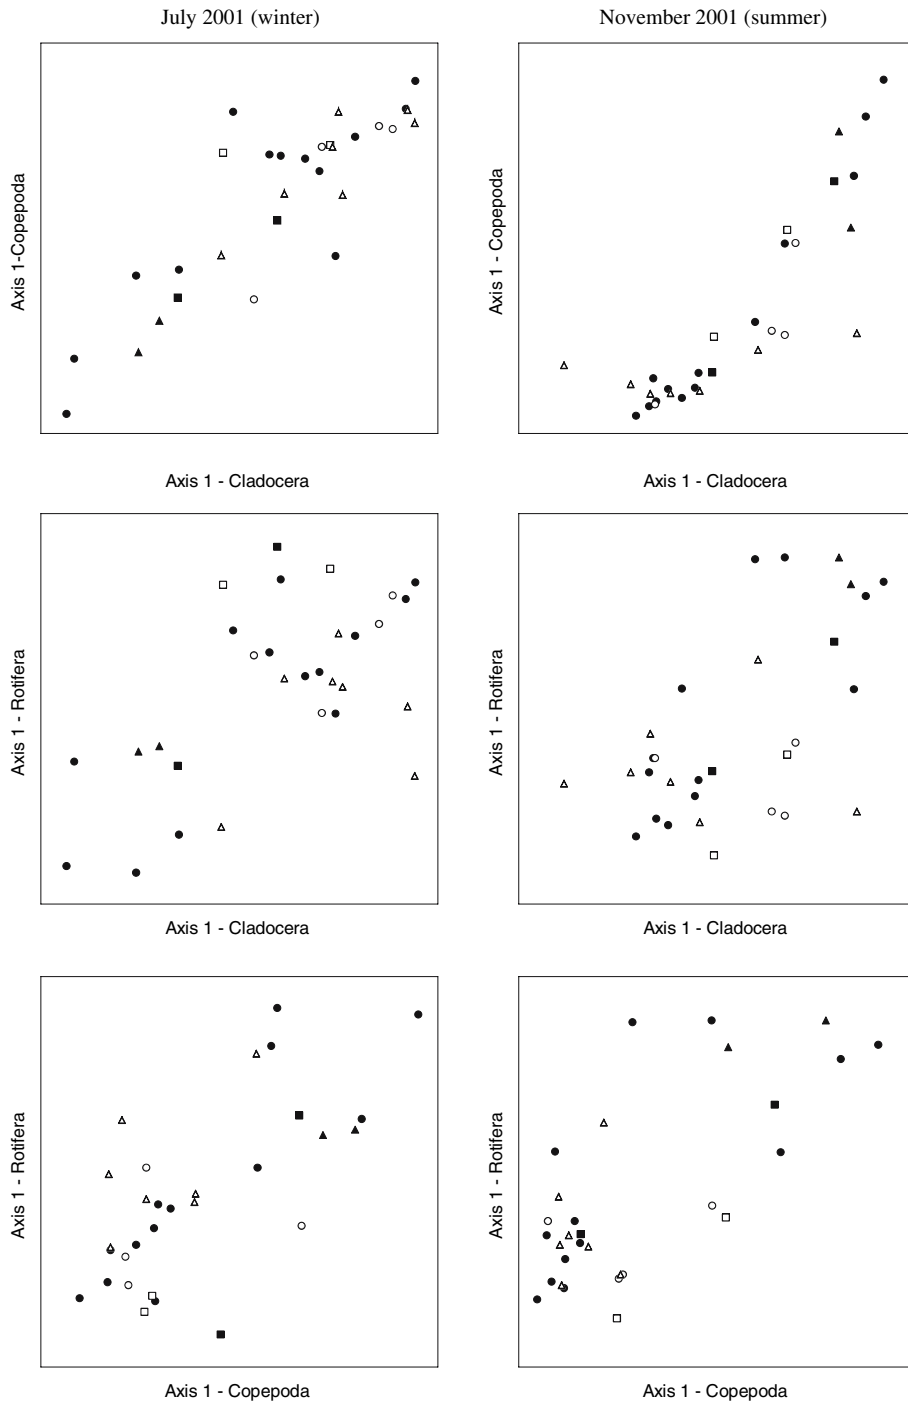 July 2001 (winter)
November 2001 (summer)
Axis 1-Copepoda
Axis 1 - Cladocera
Axis 1 - Copepoda
Axis 1 - Cladocera
Axis 1 - Rotifera
Axis 1 - Cladocera
Axis 1 - Rotifera
Axis 1 - Cladocera
Axis 1 - Rotifera
Axis 1 - Copepoda
Axis 1 - Rotifera
Axis 1 - Copepoda